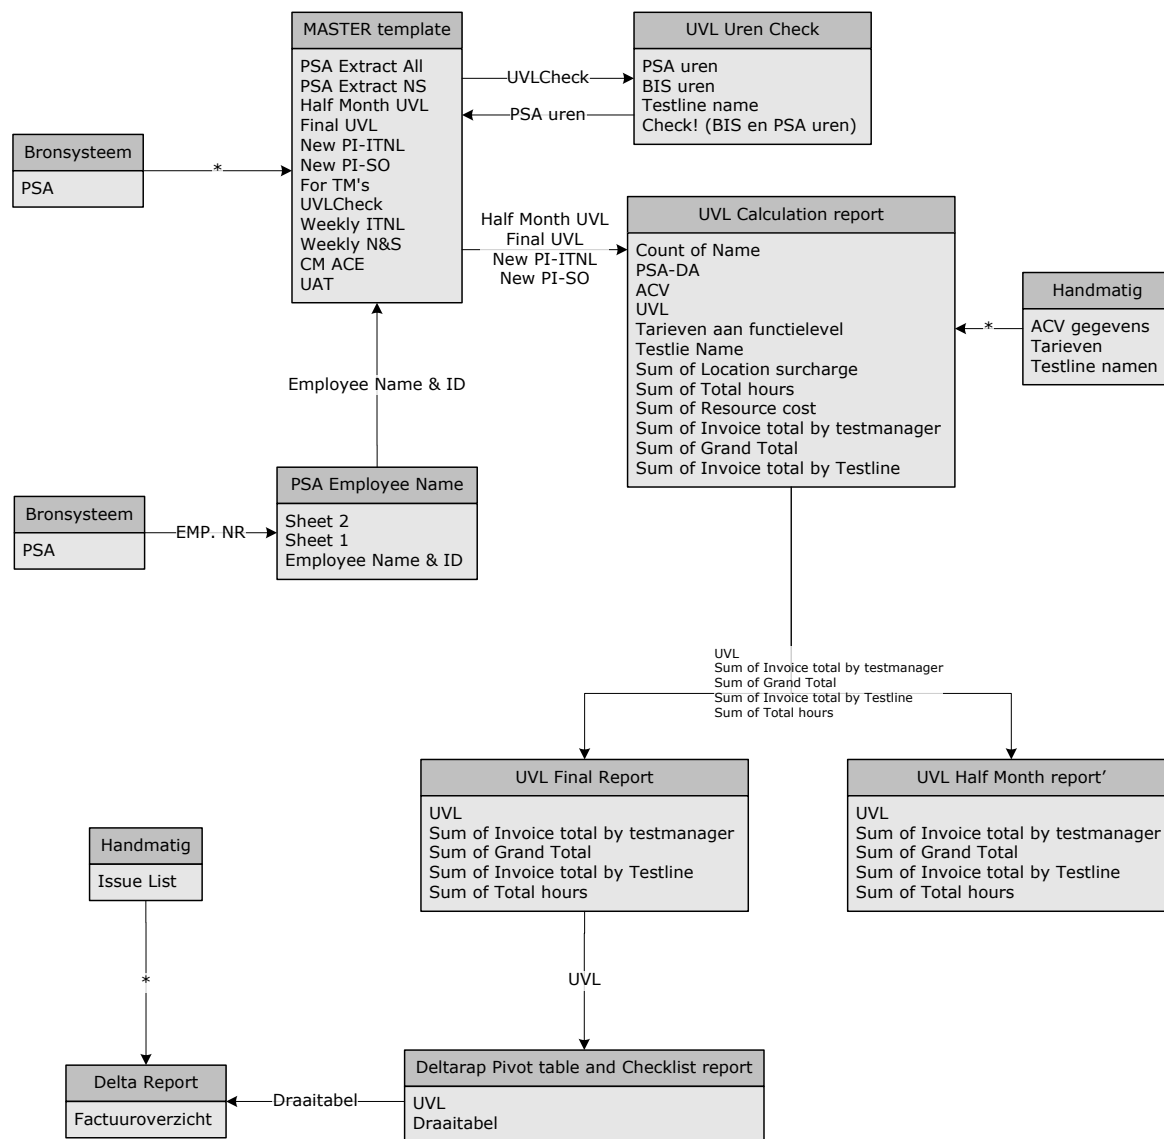 MASTER template
PSA Extract All
PSA Extract NS
Half Month UVL
Final UVL
New PI-ITNL
New PI-SO
For TM's
UVLCheck
Weekly ITNL
Weekly N&S
CM ACE
UAT
UVLCheck
PSA uren
UVL Uren Check
PSA uren
BIS uren
Testline name
Check! (BIS en PSA uren)
Bronsysteem
PSA
*
Half Month UVL
Final UVL
New PI-ITNL
New PI-SO
UVL Calculation report
Count of Name
PSA-DA
ACV
UVL
Tarieven aan functielevel
Testlie Name
Sum of Location surcharge
Sum of Total hours
Sum of Resource cost
Sum of Invoice total by testmanager
Sum of Grand Total
Sum of Invoice total by Testline
*
Handmatig
ACV gegevens
Tarieven
Testline namen
Employee Name & ID
Bronsysteem
PSA
EMP. NR
PSA Employee Name
Sheet 2
Sheet 1
Employee Name & ID
UVL
Sum of Invoice total by testmanager
Sum of Grand Total
Sum of Invoice total by Testline
Sum of Total hours
UVL Final Report
UVL
Sum of Invoice total by testmanager
Sum of Grand Total
Sum of Invoice total by Testline
Sum of Total hours
UVL Half Month report’
UVL
Sum of Invoice total by testmanager
Sum of Grand Total
Sum of Invoice total by Testline
Sum of Total hours
Handmatig
Issue List
*
UVL
Delta Report
Factuuroverzicht
Draaitabel
Deltarap Pivot table and Checklist report
UVL
Draaitabel